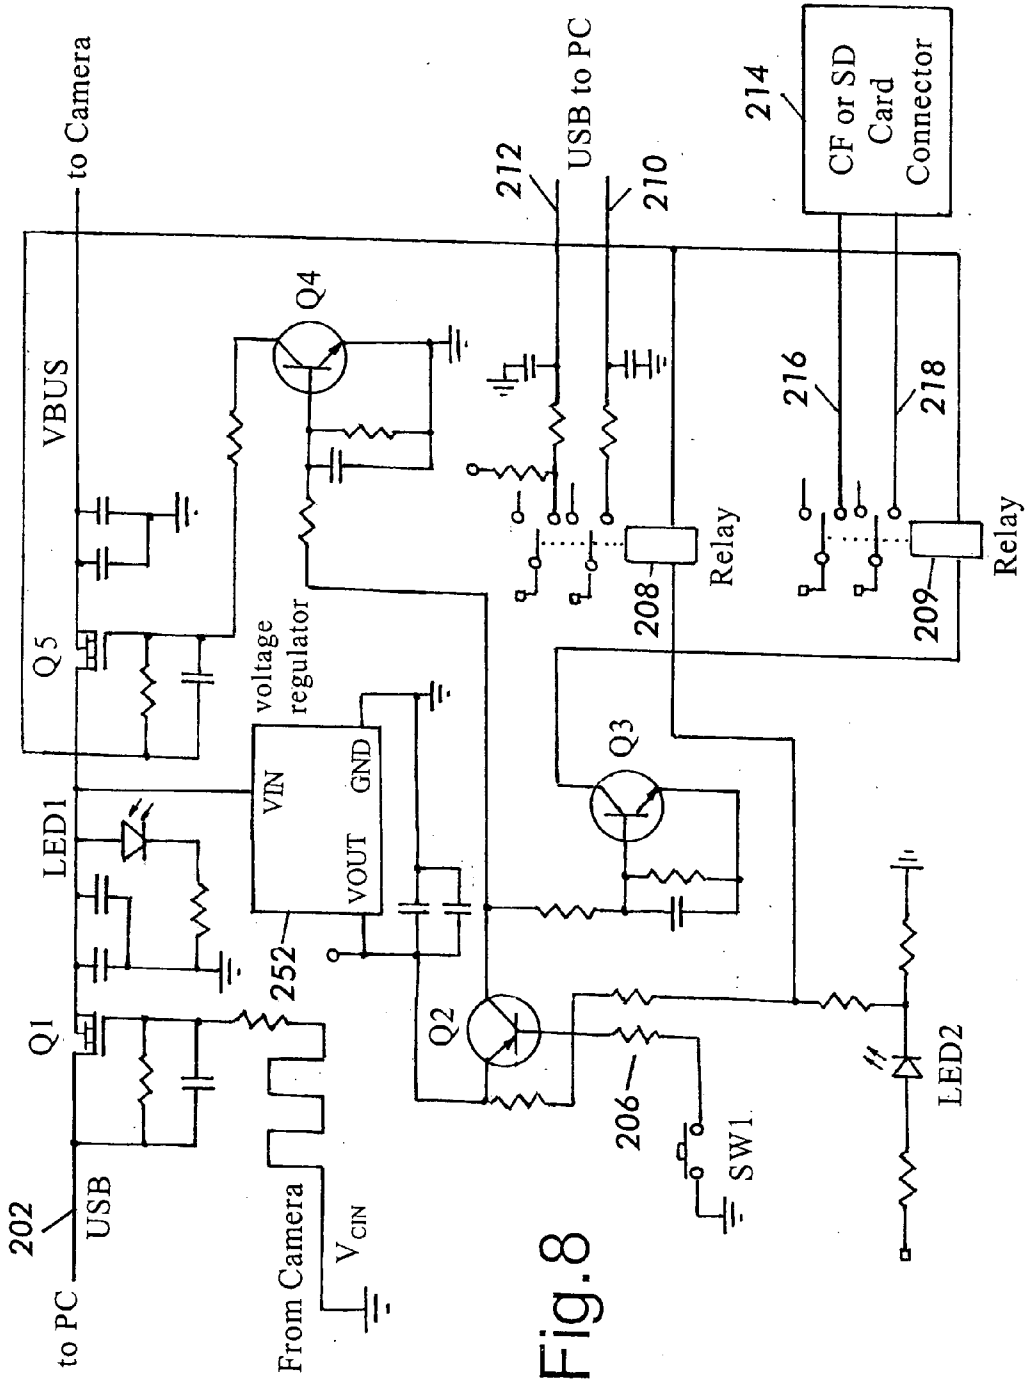 to PC
202
USB
Q1
LED1
Q5
VBUS
to Camera
From Camera
VCIN
252
VIN
VOUT
GND
voltage
regulator
Q4
Q2
206
SW1
Q3
212
USB to PC
210
208
Relay
214
CF or SD
Card
Connector
216
218
209
Relay
LED2
Fig.8